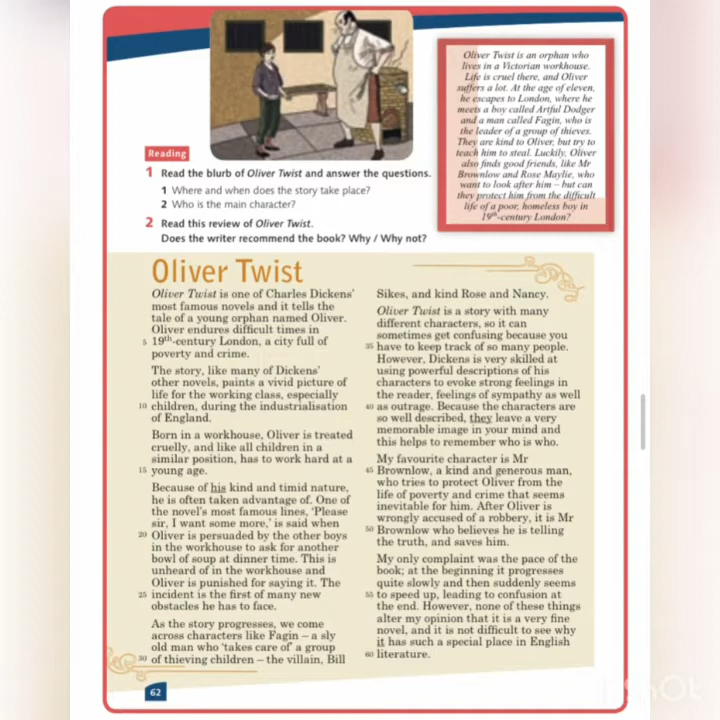 Oliver Twist is an orphan who
lives in a Victorian workhouse.
Life is cruel there, and Oliver
suffers a lot. At the age of eleven,
he escapes to London, where he
meets a boy called Artful Dodger
and a man called Fagin, who is
the leader of a group of thieves.
They are kind to Oliver, but try to
teach him to steal. Luckily, Oliver
also finds good friends, like Mr
Brownlow and Rose Maylie, who
want to look after him – but can
they protect him from the difficult
life of a poor, homeless boy in
19th-century London?
Reading
1 Read the blurb of Oliver Twist and answer the questions.
1 Where and when does the story take place?
2 Who is the main character?
2 Read this review of Oliver Twist.
Does the writer recommend the book? Why / Why not?
Oliver Twist
Oliver Twist is one of Charles Dickens'
most famous novels and it tells the
tale of a young orphan named Oliver.
Oliver endures difficult times in
5 19th-century London, a city full of
poverty and crime.
The story, like many of Dickens'
other novels, paints a vivid picture of
life for the working class, especially
10 children, during the industrialisation
of England.
Born in a workhouse, Oliver is treated
cruelly, and like all children in a
similar position, has to work hard at a
15 young age.
Because of his kind and timid nature,
he is often taken advantage of. One of
the novel's most famous lines, 'Please
sir, I want some more,' is said when
20 Oliver is persuaded by the other boys
in the workhouse to ask for another
bowl of soup at dinner time. This is
unheard of in the workhouse and
Oliver is punished for saying it. The
25 incident is the first of many new
obstacles he has to face.
As the story progresses, we come
across characters like Fagin – a sly
old man who 'takes care of' a group
30 of thieving children – the villain, Bill
Sikes, and kind Rose and Nancy.
Oliver Twist is a story with many
different characters, so it can
sometimes get confusing because you
35 have to keep track of so many people.
However, Dickens is very skilled at
using powerful descriptions of his
characters to evoke strong feelings in
the reader, feelings of sympathy as well
40 as outrage. Because the characters are
so well described, they leave a very
memorable image in your mind and
this helps to remember who is who.
My favourite character is Mr
45 Brownlow, a kind and generous man,
who tries to protect Oliver from the
life of poverty and crime that seems
inevitable for him. After Oliver is
wrongly accused of a robbery, it is Mr
50 Brownlow who believes he is telling
the truth, and saves him.
My only complaint was the pace of the
book; at the beginning it progresses
quite slowly and then suddenly seems
55 to speed up, leading to confusion at
the end. However, none of these things
alter my opinion that it is a very fine
novel, and it is not difficult to see why
it has such a special place in English
60 literature.
62